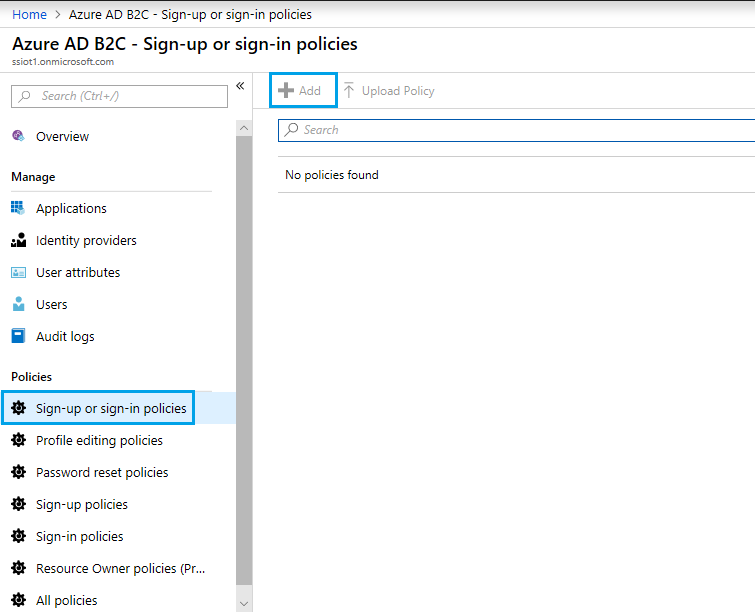 Home > Azure AD B2C - Sign-up or sign-in policies
Azure AD B2C - Sign-up or sign-in policies
ssiot1.onmicrosoft.com
Search (Ctrl+/)
Overview
Manage
Applications
Identity providers
User attributes
Users
Audit logs
Policies
Sign-up or sign-in policies
Profile editing policies
Password reset policies
Sign-up policies
Sign-in policies
Resource Owner policies (Pr...
All policies
Add Upload Policy
Search
No policies found